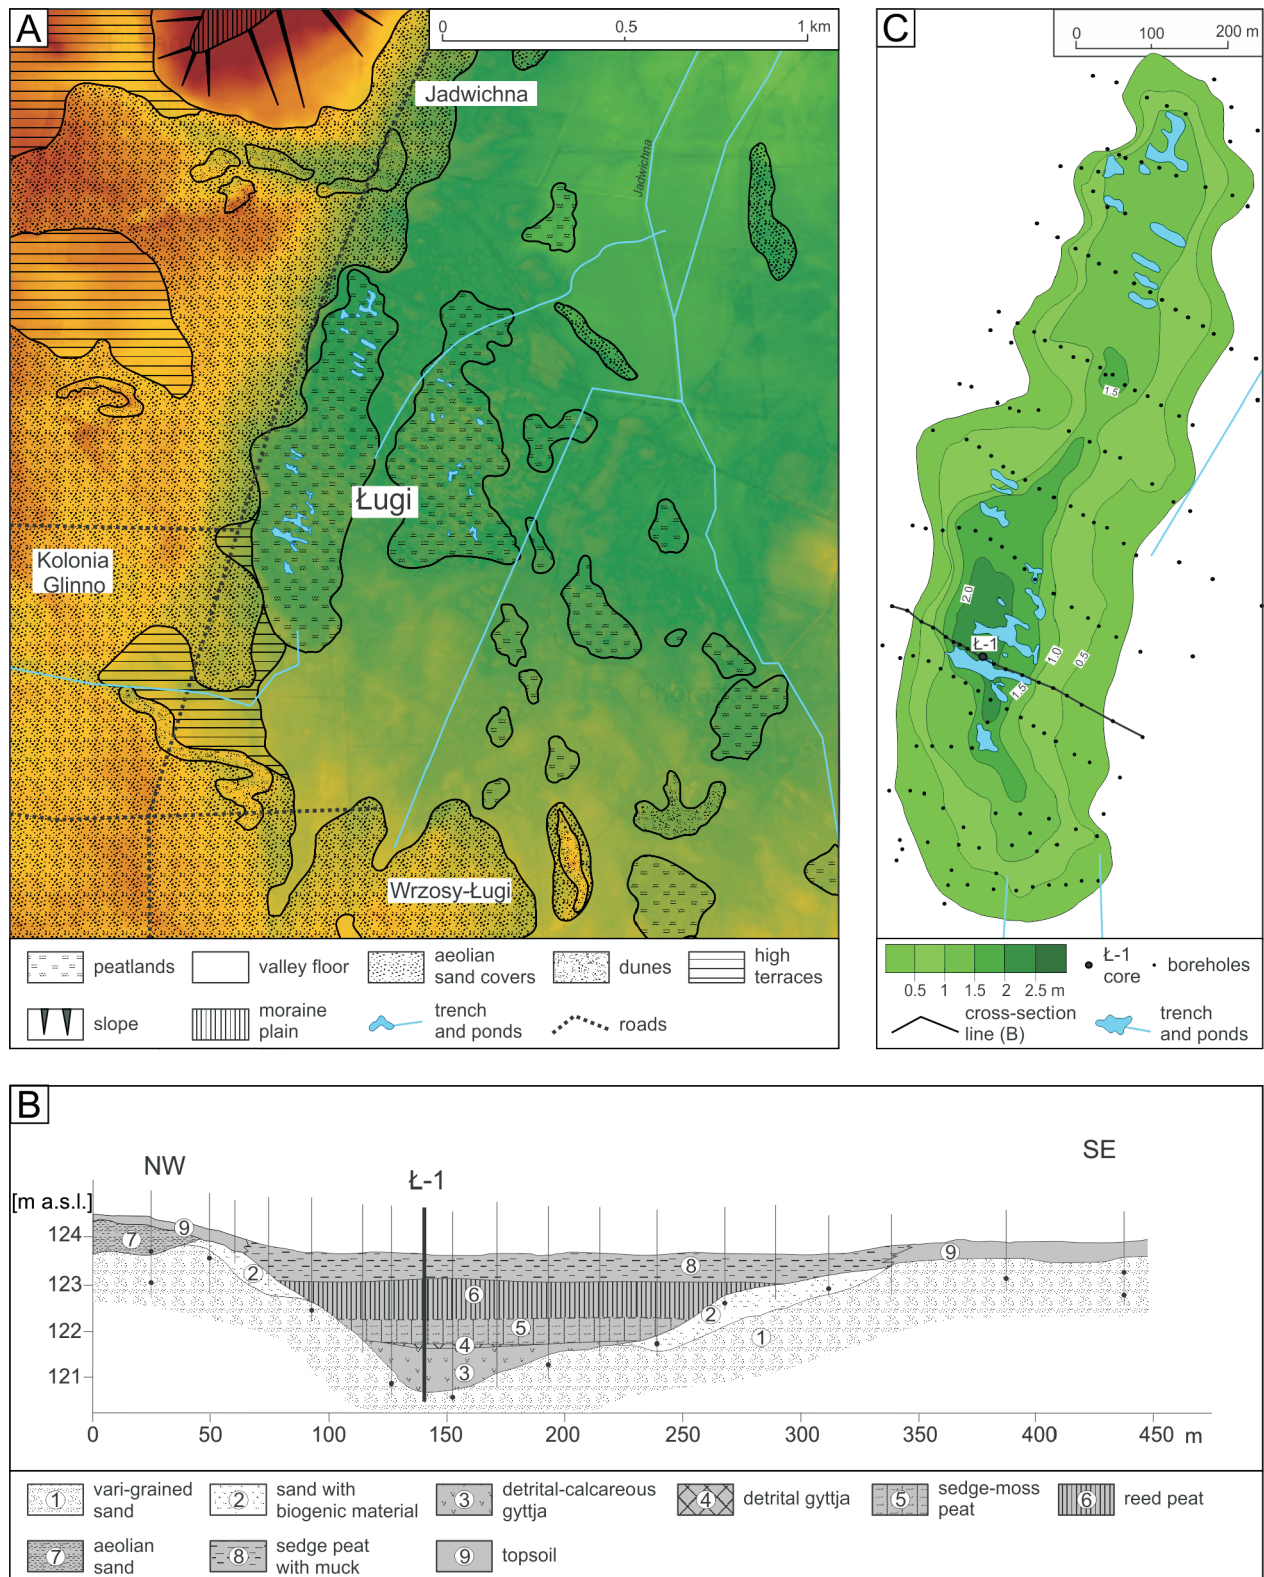 A
0 0.5 1 km
Jadwichna
Jadwichna
Ługi
Kolonia
Glinno
Wrzosy-Ługi
peatlands
valley floor
aeolian
sand covers
dunes
high
terraces
slope
moraine
plain
trench
and ponds
roads
C
0 100 200 m
1.5
2.0
Ł-1
1.0
0.5
1.5
0.5 1 1.5 2 2.5 m
Ł-1
core
boreholes
cross-section
line (B)
trench
and ponds
B
NW
SE
Ł-1
[m a.s.l.]
124
123
122
121
7
9
2
8
6
5
4
3
2
1
9
0 50 100 150 200 250 300 350 400 450 m
1 vari-grained
sand
2 sand with
biogenic material
3 detrital-calcareous
gyttja
4 detrital gyttja
5 sedge-moss
peat
6 reed peat
7 aeolian
sand
8 sedge peat
with muck
9 topsoil